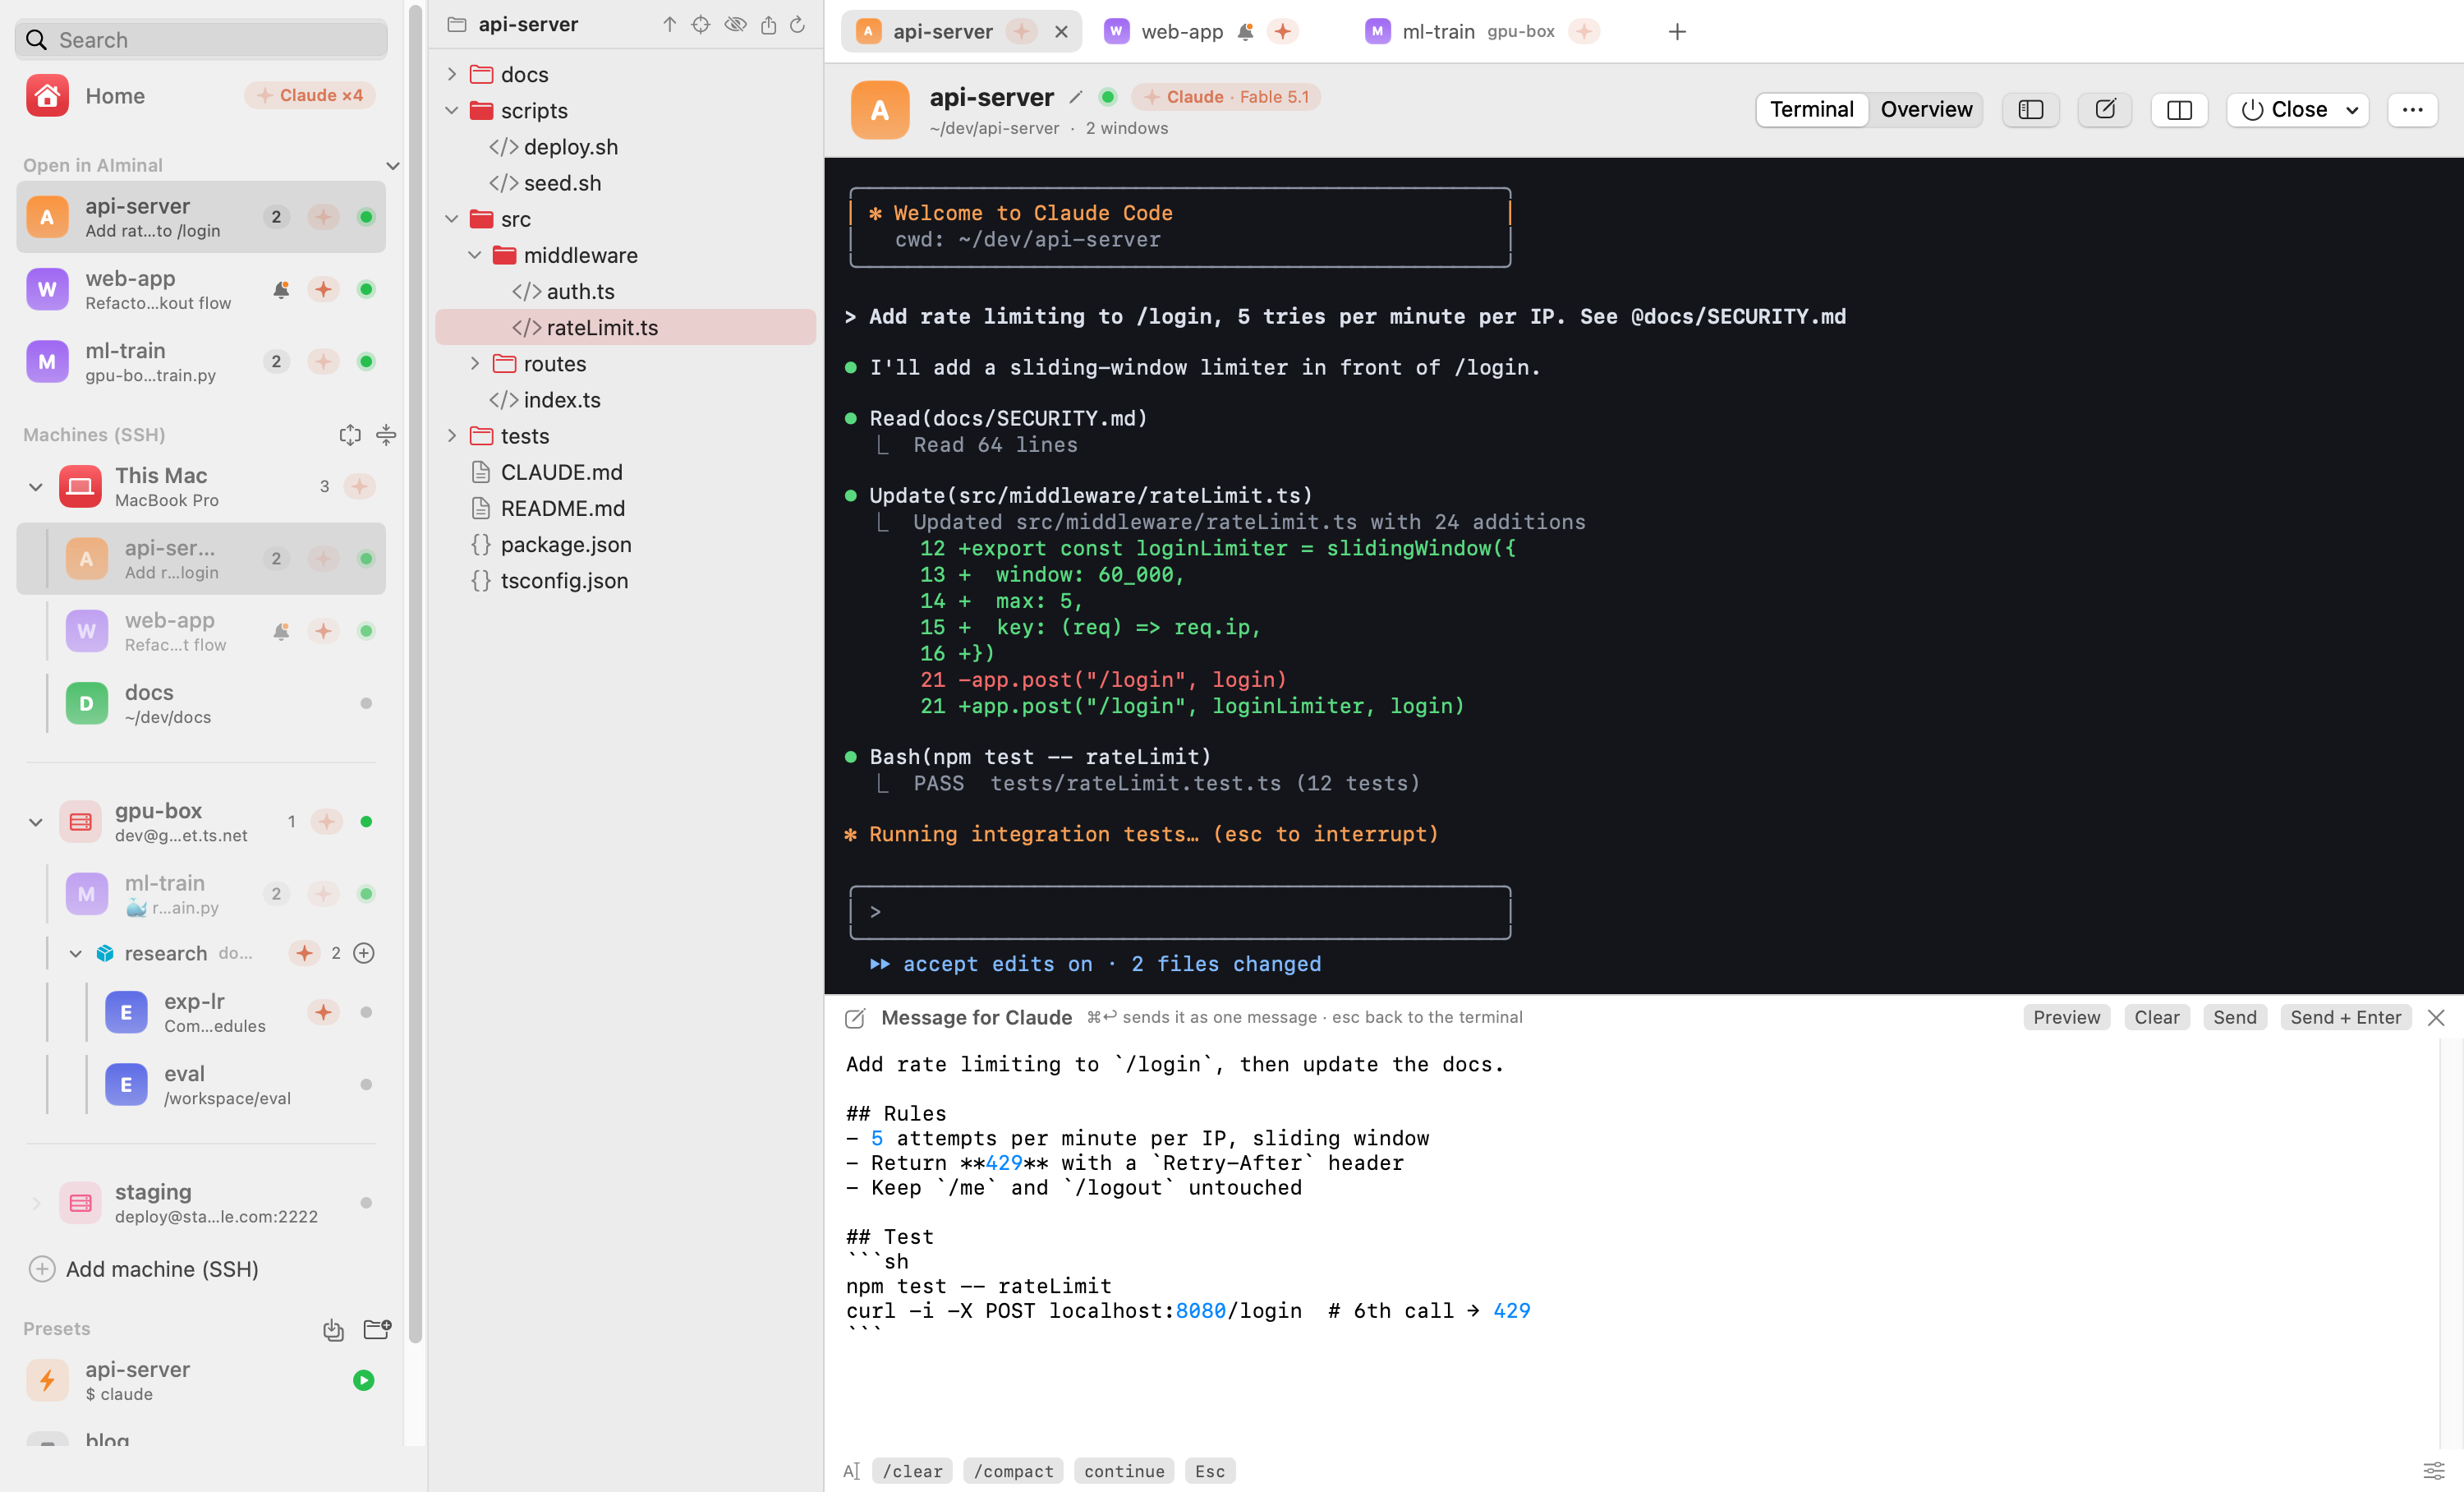 Search
Home
Claude ×4
Open in Alminal
A
api-server
Add rat…to /login
2
W
web-app
Refacto…kout flow
M
ml-train
gpu-bo…train.py
2
Machines (SSH)
This Mac
MacBook Pro
3
A
api-ser…
Add r…login
2
W
web-app
Refac…t flow
D
docs
~/dev/docs
gpu-box
dev@g…et.ts.net
1
M
ml-train
🐳 r…ain.py
2
research do…
2
E
exp-lr
Com…edules
E
eval
/workspace/eval
staging
deploy@sta…le.com:2222
Add machine (SSH)
Presets
api-server
$ claude
blog
api-server
docs
scripts
</> deploy.sh
</> seed.sh
src
middleware
</> auth.ts
</> rateLimit.ts
routes
</> index.ts
tests
CLAUDE.md
README.md
{} package.json
{} tsconfig.json
A api-server
W web-app
M ml-train gpu-box
A
api-server
Claude · Fable 5.1
~/dev/api-server · 2 windows
Terminal
Overview
Close
✻ Welcome to Claude Code
cwd: ~/dev/api-server
> Add rate limiting to /login, 5 tries per minute per IP. See @docs/SECURITY.md
I'll add a sliding-window limiter in front of /login.
Read(docs/SECURITY.md)
Read 64 lines
Update(src/middleware/rateLimit.ts)
Updated src/middleware/rateLimit.ts with 24 additions
12 +export const loginLimiter = slidingWindow({
13 +  window: 60_000,
14 +  max: 5,
15 +  key: (req) => req.ip,
16 +})
21 -app.post("/login", login)
21 +app.post("/login", loginLimiter, login)
Bash(npm test -- rateLimit)
PASS  tests/rateLimit.test.ts (12 tests)
✻ Running integration tests… (esc to interrupt)
>
⏵⏵ accept edits on · 2 files changed
Message for Claude
⌘↩ sends it as one message · esc back to the terminal
Preview
Clear
Send
Send + Enter
Add rate limiting to `/login`, then update the docs.
## Rules
- 5 attempts per minute per IP, sliding window
- Return **429** with a `Retry-After` header
- Keep `/me` and `/logout` untouched
## Test
```sh
npm test -- rateLimit
curl -i -X POST localhost:8080/login  # 6th call → 429
```
/clear
/compact
continue
Esc